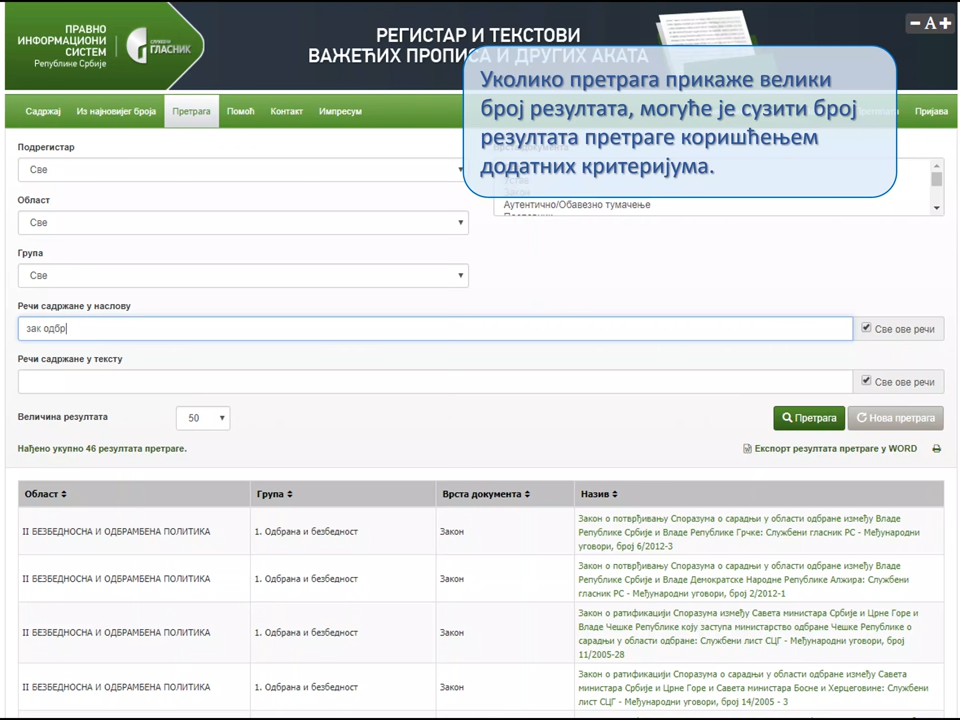 ПРАВНО
ИНФОРМАЦИОНИ
СИСТЕМ
Републике Србије
СЛУЖБЕНИ
ГЛАСНИК
РЕГИСТАР И ТЕКСТОВИ
ВАЖЕЋИХ ПРОПИСА И ДРУГИХ АКАТА
A
Уколико претрага прикаже велики
број резултата, могуће је сузити број
резултата претраге коришћењем
додатних критеријума.
Садржај
Из најновијег броја
Претрага
Помоћ
Контакт
Импресум
Пријава
Подрегистар
Све
Област
Све
Група
Све
Врста документа
Устав
Закон
Аутентично/Обавезно тумачење
Речи садржане у наслову
зак одбр
Све ове речи
Речи садржане у тексту
Све ове речи
Величина резултата
50
Претрага
Нова претрага
Нађено укупно 46 резултата претраге.
Експорт резултата претраге у WORD
Област
Група
Врста документа
Назив
II БЕЗБЕДНОСНА И ОДБРАМБЕНА ПОЛИТИКА
1. Одбрана и безбедност
Закон
Закон о потврђивању Споразума о сарадњи у области одбране између Владе
Републике Србије и Владе Републике Грчке: Службени гласник РС - Међународни
уговори, број 6/2012-3
II БЕЗБЕДНОСНА И ОДБРАМБЕНА ПОЛИТИКА
1. Одбрана и безбедност
Закон
Закон о потврђивању Споразума о сарадњи у области одбране између Владе
Републике Србије и Владе Демократске Народне Републике Алжира: Службени
гласник РС - Међународни уговори, број 2/2012-1
II БЕЗБЕДНОСНА И ОДБРАМБЕНА ПОЛИТИКА
1. Одбрана и безбедност
Закон
Закон о ратификацији Споразума између Савета министара Србије и Црне Горе и
Владе Чешке Републике коју заступа министарство одбране Чешке Републике о
сарадњи у области одбране: Службени лист СЦГ - Међународни уговори, број
11/2005-28
II БЕЗБЕДНОСНА И ОДБРАМБЕНА ПОЛИТИКА
1. Одбрана и безбедност
Закон
Закон о ратификацији Споразума о сарадњи у области одбране између Савета
министара Србије и Црне Горе и Савета министара Босне и Херцеговине: Службени
лист СЦГ - Међународни уговори, број 14/2005 - 3